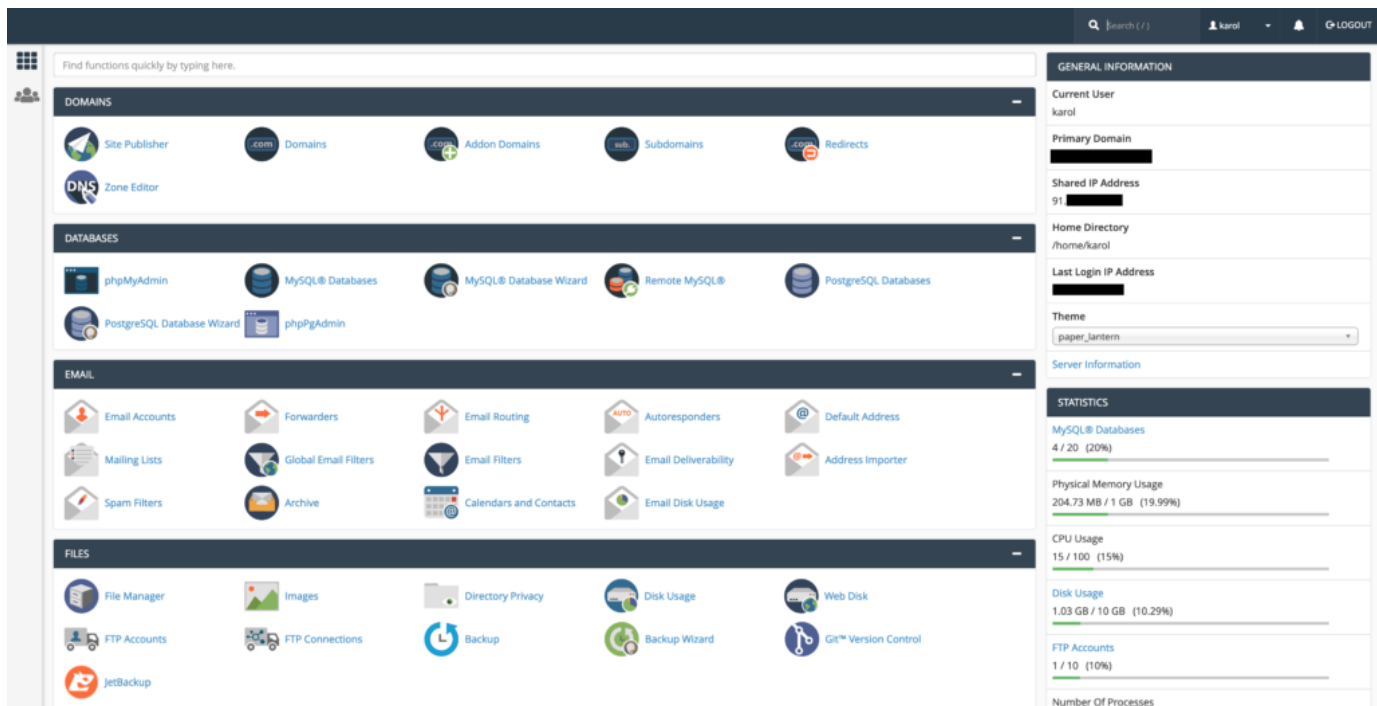 Search ( / )
karol
LOGOUT
Find functions quickly by typing here.
DOMAINS
Site Publisher
.com
Domains
.com
Addon Domains
sub.
Subdomains
.com
Redirects
DNS
Zone Editor
DATABASES
phpMyAdmin
MySQL® Databases
MySQL® Database Wizard
Remote MySQL®
PostgreSQL Databases
PostgreSQL Database Wizard
phpPgAdmin
EMAIL
Email Accounts
Forwarders
Email Routing
AUTO
Autoresponders
@
Default Address
Mailing Lists
Global Email Filters
Email Filters
Email Deliverability
@
Address Importer
Spam Filters
Archive
@
Calendars and Contacts
Email Disk Usage
FILES
File Manager
Images
Directory Privacy
Disk Usage
Web Disk
FTP Accounts
FTP Connections
Backup
Backup Wizard
Git™ Version Control
JetBackup
GENERAL INFORMATION
Current User
karol
Primary Domain
Shared IP Address
91.
Home Directory
/home/karol
Last Login IP Address
Theme
paper_lantern
Server Information
STATISTICS
MySQL® Databases
4 / 20 (20%)
Physical Memory Usage
204.73 MB / 1 GB (19.99%)
CPU Usage
15 / 100 (15%)
Disk Usage
1.03 GB / 10 GB (10.29%)
FTP Accounts
1 / 10 (10%)
Number Of Processes